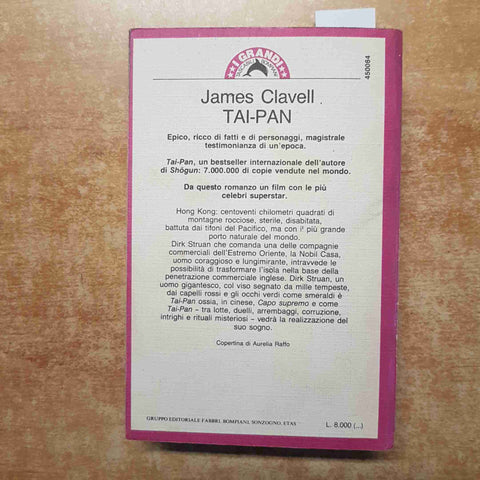 I GRANDI
TASCABILI BOMPIANI
450064
James Clavell
TAI-PAN
Epico, ricco di fatti e di personaggi, magistrale
testimonianza di un'epoca.
Tai-Pan, un bestseller internazionale dell'autore
di Shōgun: 7.000.000 di copie vendute nel mondo.
Da questo romanzo un film con le più
celebri superstar.
Hong Kong: centoventi chilometri quadrati di
montagne rocciose, sterile, disabitata,
battuta dai tifoni del Pacifico, ma con il più grande
porto naturale del mondo.
Dirk Struan che comanda una delle compagnie
commerciali dell'Estremo Oriente, la Nobil Casa,
uomo coraggioso e lungimirante, intravvede le
possibilità di trasformare l'isola nella base della
penetrazione commerciale inglese. Dirk Struan, un
uomo gigantesco, col viso segnato da mille tempeste,
dai capelli rossi e gli occhi verdi come smeraldi è
Tai-Pan ossia, in cinese, Capo supremo e come
Tai-Pan – tra lotte, duelli, arrembaggi, corruzione,
intrighi e rituali misteriosi – vedrà la realizzazione del
suo sogno.
Copertina di Aurelia Raffo
GRUPPO EDITORIALE FABBRI, BOMPIANI, SONZOGNO, ETAS
L. 8.000 (...)